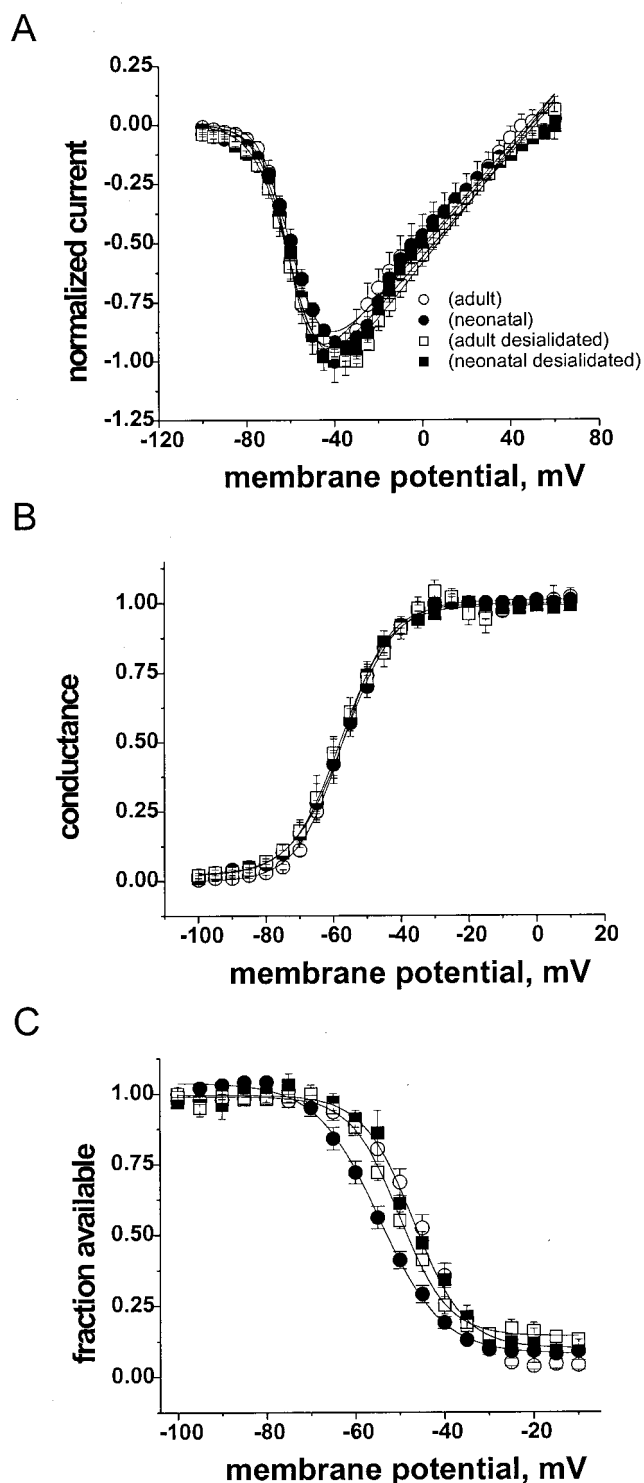 A
0.25
0.00
-0.25
-0.50
-0.75
-1.00
-1.25
normalized current
(adult)
(neonatal)
(adult desialidated)
(neonatal desialidated)
-120 -80 -40 0 40 80
membrane potential, mV
B
1.00
0.75
0.50
0.25
0.00
conductance
-100 -80 -60 -40 -20 0 20
membrane potential, mV
C
1.00
0.75
0.50
0.25
0.00
fraction available
-100 -80 -60 -40 -20
membrane potential, mV